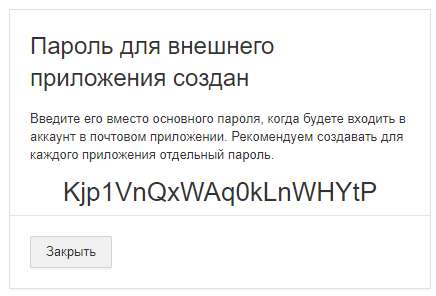 Пароль для внешнего
приложения создан
Введите его вместо основного пароля, когда будете входить в
аккаунт в почтовом приложении. Рекомендуем создавать для
каждого приложения отдельный пароль.
Kjp1VnQxWAq0kLnWHYtP
Закрыть